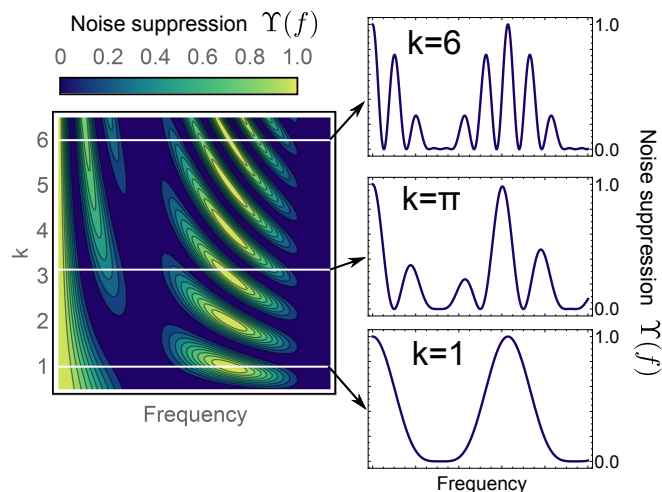 Noise suppression ϒ(f)
0 0.2 0.4 0.6 0.8 1.0
6
5
4
3
2
1
k
Frequency
k=6
1.0
0.0
k=π
1.0
0.0
k=1
1.0
0.0
Frequency
Noise suppression ϒ(f)